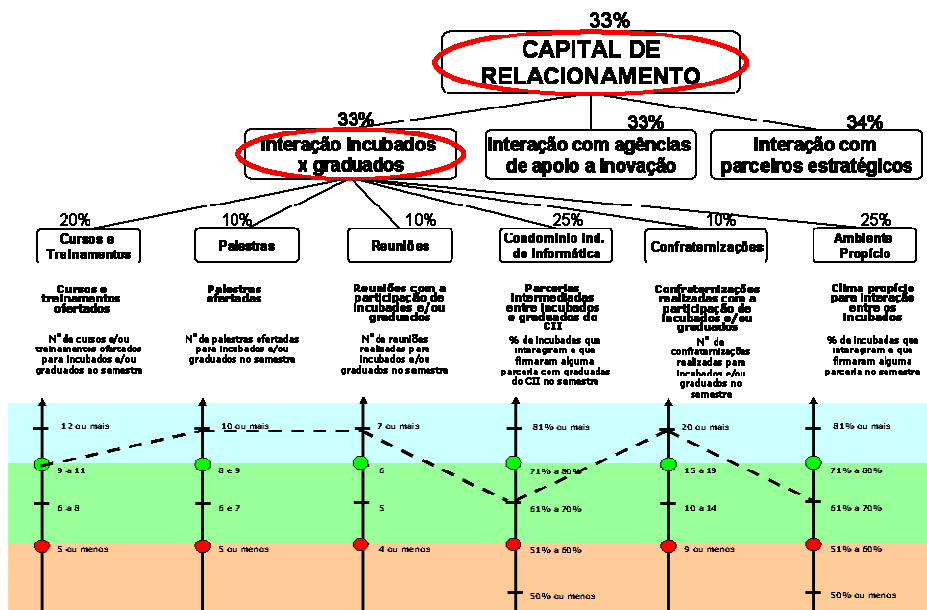 33%
CAPITAL DE
RELACIONAMENTO
33%
Interação Incubados
x graduados
33%
Interação com agências
de apoio a inovação
34%
Interação com
parceiros estratégicos
20%
Cursos e
Treinamentos
10%
Palestras
10%
Reuniões
25%
Condomínio Ind.
de Informática
10%
Confraternizações
25%
Ambiente
Propício
Cursos e
treinamentos
ofertados
N° de cursos e/ou
treinamentos ofertados
para incubados e/ou
graduados no semestre
Palestras
ofertadas
N° de palestras ofertadas
para incubados e/ou
graduados no semestre
Reuniões com a
participação de
incubados e/ou
graduados
N° de reuniões
realizadas para
incubados e/ou
graduados no semestre
Parcerias
intermediadas
entre incubados
e graduados do
CII
% de incubadas que
interagiram e que
firmaram alguma
parceria com graduadas
do CII no semestre
Confraternizações
realizadas com a
participação de
incubados e/ou
graduados
N° de
confraternizações
realizadas para
incubados e/ou
graduados no
semestre
Clima propício
para interação
entre os
incubados
% de incubadas que
interagiram e que
firmaram alguma
parceria no semestre
12 ou mais
9 a 11
6 a 8
5 ou menos
10 ou mais
8 e 9
6 e 7
5 ou menos
7 ou mais
6
5
4 ou menos
81% ou mais
71% a 80%
61% a 70%
51% a 60%
50% ou menos
20 ou mais
15 a 19
10 a 14
9 ou menos
81% ou mais
71% a 80%
61% a 70%
51% a 60%
50% ou menos